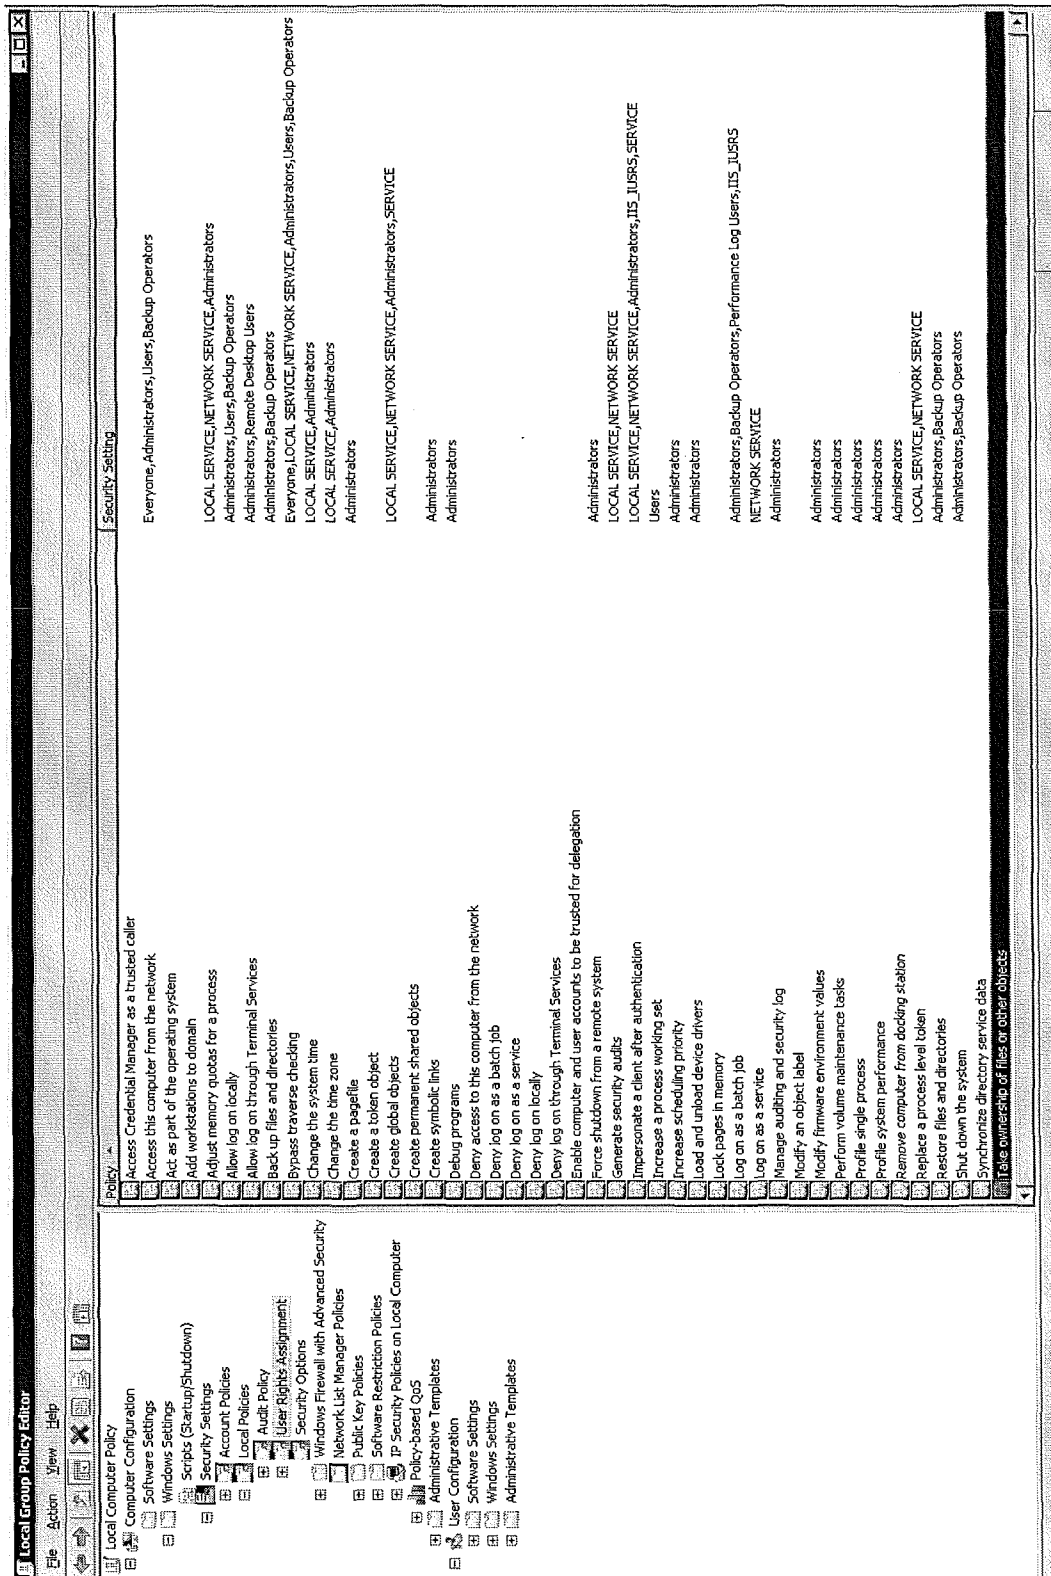 Local Group Policy Editor
File Action View Help
Local Computer Policy
Computer Configuration
Software Settings
Windows Settings
Scripts (Startup/Shutdown)
Security Settings
Account Policies
Local Policies
Audit Policy
User Rights Assignment
Security Options
Windows Firewall with Advanced Security
Network List Manager Policies
Public Key Policies
Software Restriction Policies
IP Security Policies on Local Computer
Policy-based QoS
Administrative Templates
User Configuration
Software Settings
Windows Settings
Administrative Templates
Policy Security Setting
Access Credential Manager as a trusted caller
Access this computer from the network Everyone,Administrators,Users,Backup Operators
Act as part of the operating system
Add workstations to domain
Adjust memory quotas for a process LOCAL SERVICE,NETWORK SERVICE,Administrators
Allow log on locally Administrators,Users,Backup Operators
Allow log on through Terminal Services Administrators,Remote Desktop Users
Back up files and directories Administrators,Backup Operators
Bypass traverse checking Everyone,LOCAL SERVICE,NETWORK SERVICE,Administrators,Users,Backup Operators
Change the system time LOCAL SERVICE,Administrators
Change the time zone LOCAL SERVICE,Administrators
Create a pagefile Administrators
Create a token object
Create global objects LOCAL SERVICE,NETWORK SERVICE,Administrators,SERVICE
Create permanent shared objects
Create symbolic links Administrators
Debug programs Administrators
Deny access to this computer from the network
Deny log on as a batch job
Deny log on as a service
Deny log on locally
Deny log on through Terminal Services
Enable computer and user accounts to be trusted for delegation
Force shutdown from a remote system Administrators
Generate security audits LOCAL SERVICE,NETWORK SERVICE
Impersonate a client after authentication LOCAL SERVICE,NETWORK SERVICE,Administrators,IIS_IUSRS,SERVICE
Increase a process working set Users
Increase scheduling priority Administrators
Load and unload device drivers Administrators
Lock pages in memory
Log on as a batch job Administrators,Backup Operators,Performance Log Users,IIS_IUSRS
Log on as a service NETWORK SERVICE
Manage auditing and security log Administrators
Modify an object label
Modify firmware environment values Administrators
Perform volume maintenance tasks Administrators
Profile single process Administrators
Profile system performance Administrators
Remove computer from docking station Administrators
Replace a process level token LOCAL SERVICE,NETWORK SERVICE
Restore files and directories Administrators,Backup Operators
Shut down the system Administrators,Backup Operators
Synchronize directory service data
Take ownership of files or other objects